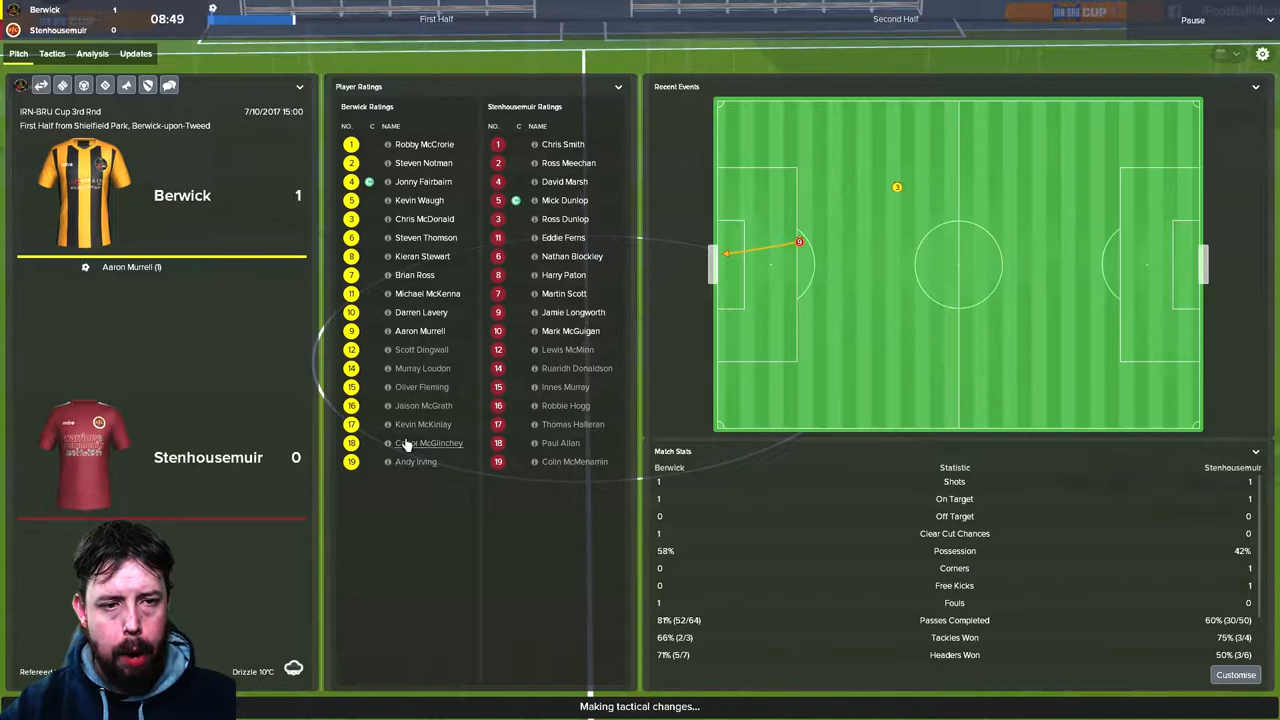 Berwick 1
Stenhousemuir 0
08:49
First Half
Second Half
IRN-BRU CUP
Pause
Pitch Tactics Analysis Updates
IRN-BRU Cup 3rd Rnd 7/10/2017 15:00
First Half from Shielfield Park, Berwick-upon-Tweed
Berwick 1
Aaron Murrell (1)
Stenhousemuir 0
Refereed
Drizzle 10°C
Player Ratings
Berwick Ratings
NO. C NAME
1 Robby McCrorie
2 Steven Notman
4 C Jonny Fairbairn
5 Kevin Waugh
3 Chris McDonald
6 Steven Thomson
8 Kieran Stewart
7 Brian Ross
11 Michael McKenna
10 Darren Lavery
9 Aaron Murrell
12 Scott Dingwall
14 Murray Loudon
15 Oliver Fleming
16 Jaison McGrath
17 Kevin McKinlay
18 McGlinchey
19 Andy Irving
Stenhousemuir Ratings
NO. C NAME
1 Chris Smith
2 Ross Meechan
4 David Marsh
5 C Mick Dunlop
3 Ross Dunlop
11 Eddie Ferns
6 Nathan Blockley
8 Harry Paton
7 Martin Scott
9 Jamie Longworth
10 Mark McGuigan
12 Lewis McMinn
14 Ruaridh Donaldson
15 Innes Murray
16 Robbie Hogg
17 Thomas Halleran
18 Paul Allan
19 Colin McMenamin
Recent Events
3
9
Match Stats
Berwick Statistic Stenhousemuir
1 Shots 1
1 On Target 1
0 Off Target 0
1 Clear Cut Chances 0
58% Possession 42%
0 Corners 1
0 Free Kicks 1
1 Fouls 0
81% (52/64) Passes Completed 60% (30/50)
66% (2/3) Tackles Won 75% (3/4)
71% (5/7) Headers Won 50% (3/6)
Customise
Making tactical changes...